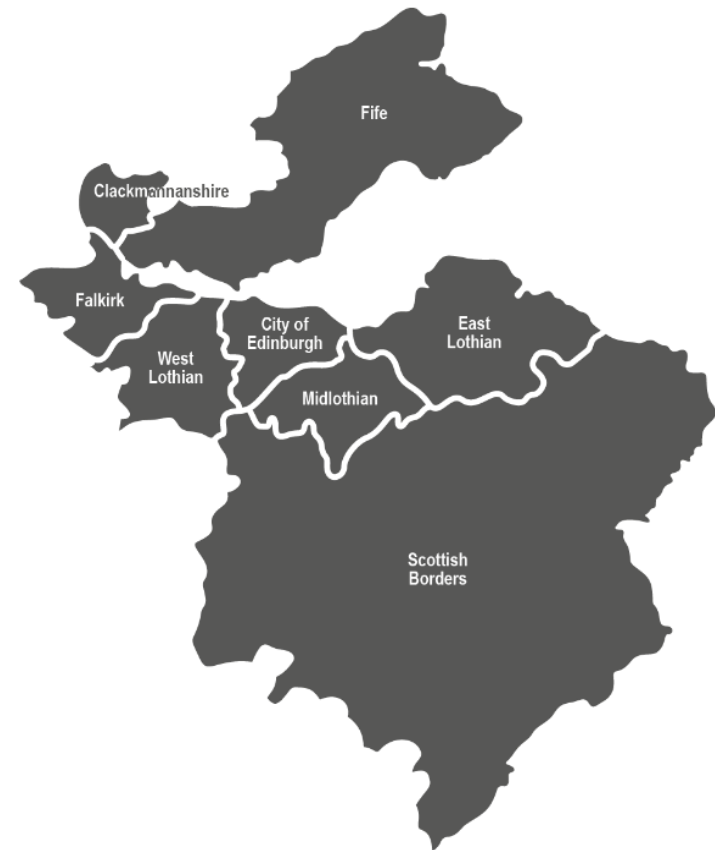 Fife
Clackmannanshire
Falkirk
City of
Edinburgh
East
Lothian
West
Lothian
Midlothian
Scottish
Borders